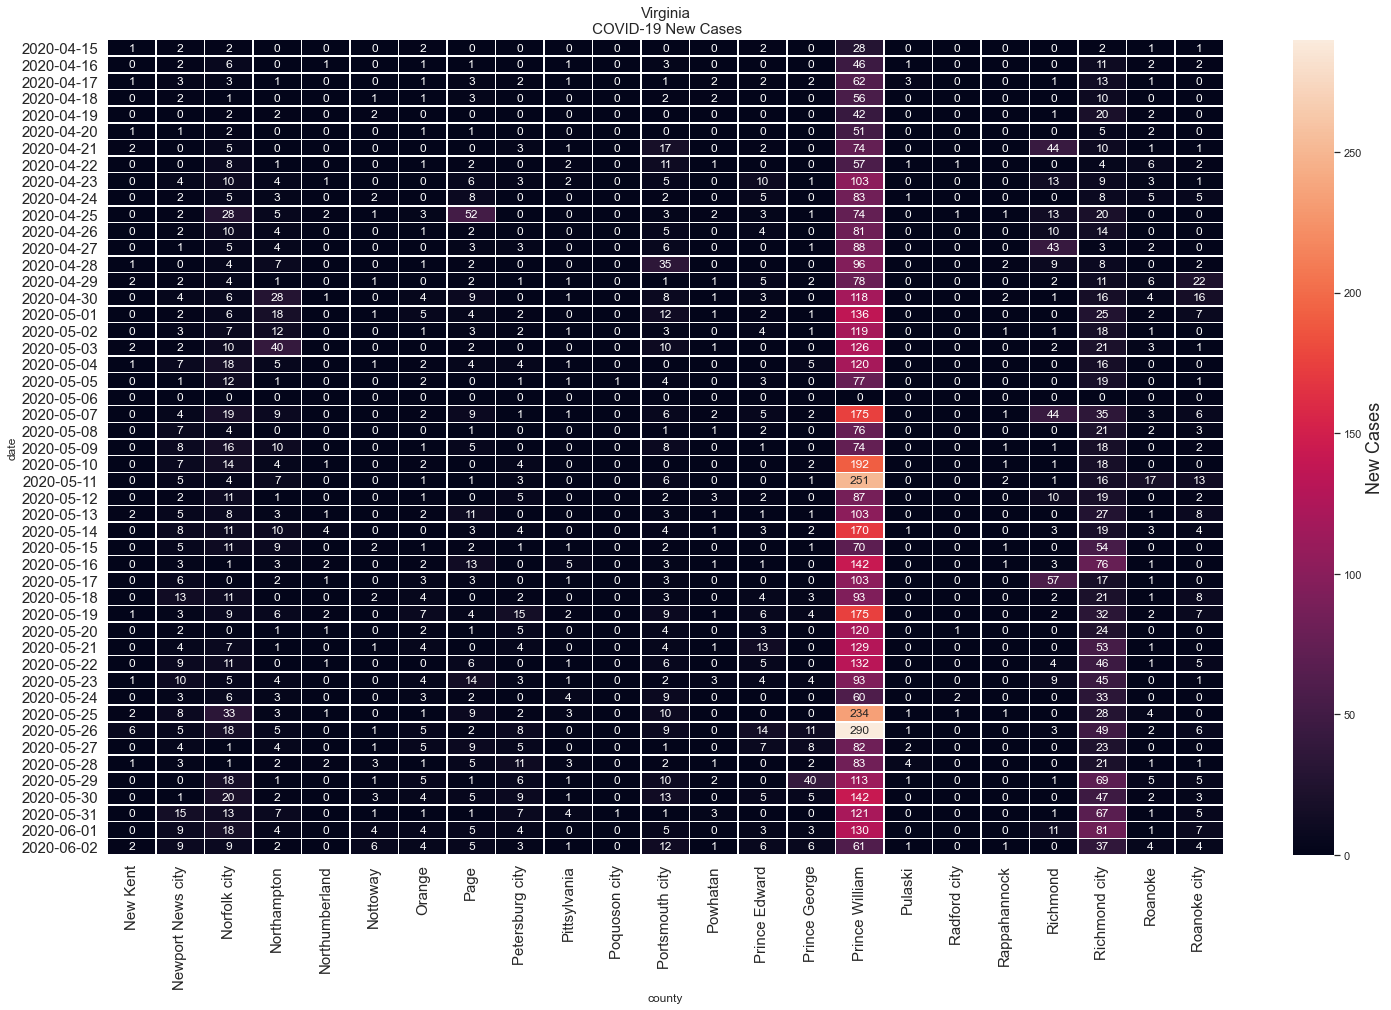 Virginia
COVID-19 New Cases
2020-04-15 1 2 2 0 0 0 2 0 0 0 0 0 0 2 0 28 0 0 0 0 2 1 1
2020-04-16 0 2 6 0 1 0 1 1 0 1 0 3 0 0 0 46 1 0 0 0 11 2 2
2020-04-17 1 3 3 1 0 0 1 3 2 1 0 1 2 2 2 62 3 0 0 1 13 1 0
2020-04-18 0 2 1 0 0 1 1 3 0 0 0 2 2 0 0 56 0 0 0 0 10 0 0
2020-04-19 0 0 2 2 0 2 0 0 0 0 0 0 0 0 0 42 0 0 0 1 20 2 0
2020-04-20 1 1 2 0 0 0 1 1 0 0 0 0 0 0 0 51 0 0 0 0 5 2 0
2020-04-21 2 0 5 0 0 0 0 0 3 1 0 17 0 2 0 74 0 0 0 44 10 1 1
2020-04-22 0 0 8 1 0 0 1 2 0 2 0 11 1 0 0 57 1 1 0 0 4 6 2
2020-04-23 0 4 10 4 1 0 0 6 3 2 0 5 0 10 1 103 0 0 0 13 9 3 1
2020-04-24 0 2 5 3 0 2 0 8 0 0 0 2 0 5 0 83 1 0 0 0 8 5 5
2020-04-25 0 2 28 5 2 1 3 52 0 0 0 3 2 3 1 74 0 1 1 13 20 0 0
2020-04-26 0 2 10 4 0 0 1 2 0 0 0 5 0 4 0 81 0 0 0 10 14 0 0
2020-04-27 0 1 5 4 0 0 0 3 3 0 0 6 0 0 1 88 0 0 0 43 3 2 0
2020-04-28 1 0 4 7 0 0 1 2 0 0 0 35 0 0 0 96 0 0 2 9 8 0 2
2020-04-29 2 2 4 1 0 1 0 2 1 1 0 1 1 5 2 78 0 0 0 2 11 6 22
2020-04-30 0 4 6 28 1 0 4 9 0 1 0 8 1 3 0 118 0 0 2 1 16 4 16
2020-05-01 0 2 6 18 0 1 5 4 2 0 0 12 1 2 1 136 0 0 0 0 25 2 7
2020-05-02 0 3 7 12 0 0 1 3 2 1 0 3 0 4 1 119 0 0 1 1 18 1 0
2020-05-03 2 2 10 40 0 0 0 2 0 0 0 10 1 0 0 126 0 0 0 2 21 3 1
2020-05-04 1 7 18 5 0 1 2 4 4 1 0 0 0 0 5 120 0 0 0 0 16 0 0
2020-05-05 0 1 12 1 0 0 2 0 1 1 1 4 0 3 0 77 0 0 0 0 19 0 1
2020-05-06 0 0 0 0 0 0 0 0 0 0 0 0 0 0 0 0 0 0 0 0 0 0 0
2020-05-07 0 4 19 9 0 0 2 9 1 1 0 6 2 5 2 175 0 0 1 44 35 3 6
2020-05-08 0 7 4 0 0 0 0 1 0 0 0 1 1 2 0 76 0 0 0 0 21 2 3
2020-05-09 0 8 16 10 0 0 1 5 0 0 0 8 0 1 0 74 0 0 1 1 18 0 2
2020-05-10 0 7 14 4 1 0 2 0 4 0 0 0 0 0 2 192 0 0 1 1 18 0 0
2020-05-11 0 5 4 7 0 0 1 1 3 0 0 6 0 0 1 251 0 0 2 1 16 17 13
2020-05-12 0 2 11 1 0 0 1 0 5 0 0 2 3 2 0 87 0 0 0 10 19 0 2
2020-05-13 2 5 8 3 1 0 2 11 0 0 0 3 1 1 1 103 0 0 0 0 27 1 8
2020-05-14 0 8 11 10 4 0 0 3 4 0 0 4 1 3 2 170 1 0 0 3 19 3 4
2020-05-15 0 5 11 9 0 2 1 2 1 1 0 2 0 0 1 70 0 0 1 0 54 0 0
2020-05-16 0 3 1 3 2 0 2 13 0 5 0 3 1 1 0 142 0 0 1 3 76 1 0
2020-05-17 0 6 0 2 1 0 3 3 0 1 0 3 0 0 0 103 0 0 0 57 17 1 0
2020-05-18 0 13 11 0 0 2 4 0 2 0 0 3 0 4 3 93 0 0 0 2 21 1 8
2020-05-19 1 3 9 6 2 0 7 4 15 2 0 9 1 6 4 175 0 0 0 2 32 2 7
2020-05-20 0 2 0 1 1 0 2 1 5 0 0 4 0 3 0 120 0 1 0 0 24 0 0
2020-05-21 0 4 7 1 0 1 4 0 4 0 0 4 1 13 0 129 0 0 0 0 53 1 0
2020-05-22 0 9 11 0 1 0 0 6 0 1 0 6 0 5 0 132 0 0 0 4 46 1 5
2020-05-23 1 10 5 4 0 0 4 14 3 1 0 2 3 4 4 93 0 0 0 9 45 0 1
2020-05-24 0 3 6 3 0 0 3 2 0 4 0 9 0 0 0 60 0 2 0 0 33 0 0
2020-05-25 2 8 33 3 1 0 1 9 2 3 0 10 0 0 0 234 1 1 1 0 28 4 0
2020-05-26 6 5 18 5 0 1 5 2 8 0 0 9 0 14 11 290 1 0 0 3 49 2 6
2020-05-27 0 4 1 4 0 1 5 9 5 0 0 1 0 7 8 82 2 0 0 0 23 0 0
2020-05-28 1 3 1 2 2 3 1 5 11 3 0 2 1 0 2 83 4 0 0 0 21 1 1
2020-05-29 0 0 18 1 0 1 5 1 6 1 0 10 2 0 40 113 1 0 0 1 69 5 5
2020-05-30 0 1 20 2 0 3 4 5 9 1 0 13 0 5 5 142 0 0 0 0 47 2 3
2020-05-31 0 15 13 7 0 1 1 1 7 4 1 1 3 0 0 121 0 0 0 1 67 1 5
2020-06-01 0 9 18 4 0 4 4 5 4 0 0 5 0 3 3 130 0 0 0 11 81 1 7
2020-06-02 2 9 9 2 0 6 4 5 3 1 0 12 1 6 6 61 1 0 1 0 37 4 4
date
New Kent
Newport News city
Norfolk city
Northampton
Northumberland
Nottoway
Orange
Page
Petersburg city
Pittsylvania
Poquoson city
Portsmouth city
Powhatan
Prince Edward
Prince George
Prince William
Pulaski
Radford city
Rappahannock
Richmond
Richmond city
Roanoke
Roanoke city
county
250
200
150
100
50
0
New Cases